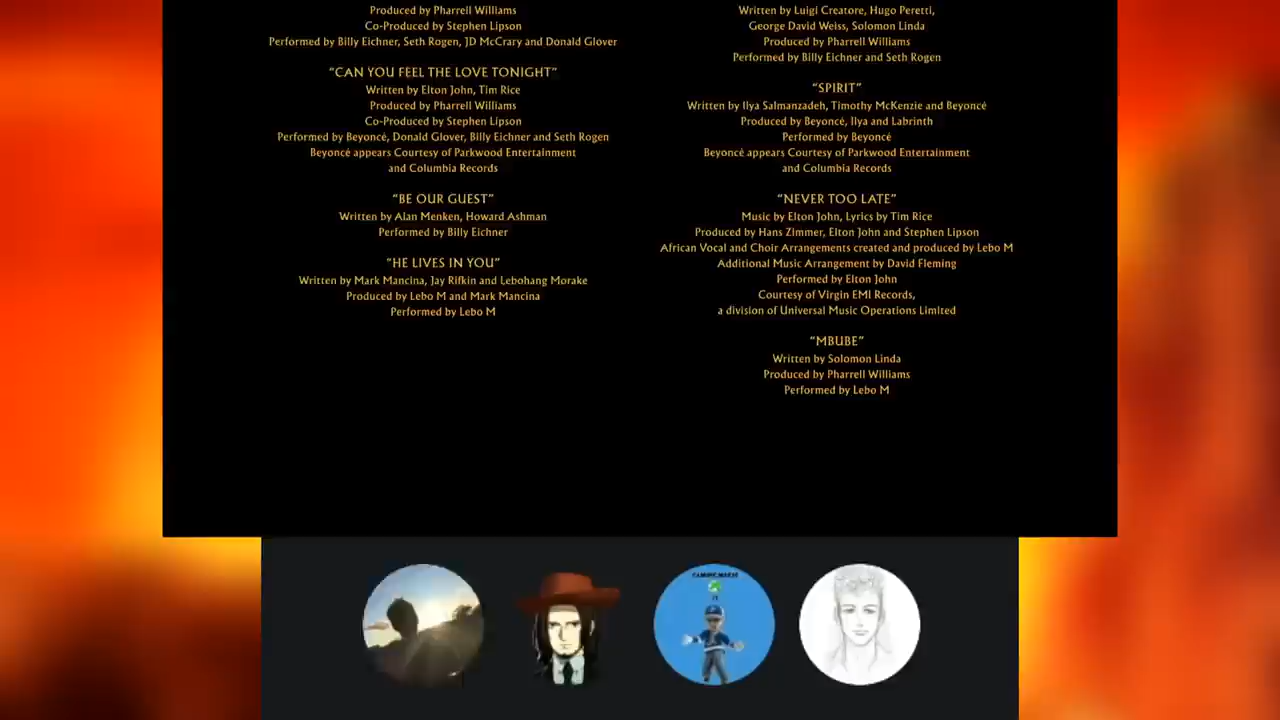 Produced by Pharrell Williams
Co-Produced by Stephen Lipson
Performed by Billy Eichner, Seth Rogen, JD McCrary and Donald Glover
“CAN YOU FEEL THE LOVE TONIGHT”
Written by Elton John, Tim Rice
Produced by Pharrell Williams
Co-Produced by Stephen Lipson
Performed by Beyoncé, Donald Glover, Billy Eichner and Seth Rogen
Beyoncé appears Courtesy of Parkwood Entertainment
and Columbia Records
“BE OUR GUEST”
Written by Alan Menken, Howard Ashman
Performed by Billy Eichner
“HE LIVES IN YOU”
Written by Mark Mancina, Jay Rifkin and Lebohang Morake
Produced by Lebo M and Mark Mancina
Performed by Lebo M
Written by Luigi Creatore, Hugo Peretti,
George David Weiss, Solomon Linda
Produced by Pharrell Williams
Performed by Billy Eichner and Seth Rogen
“SPIRIT”
Written by Ilya Salmanzadeh, Timothy McKenzie and Beyoncé
Produced by Beyoncé, Ilya and Labrinth
Performed by Beyoncé
Beyoncé appears Courtesy of Parkwood Entertainment
and Columbia Records
“NEVER TOO LATE”
Music by Elton John, Lyrics by Tim Rice
Produced by Hans Zimmer, Elton John and Stephen Lipson
African Vocal and Choir Arrangements created and produced by Lebo M
Additional Music Arrangement by David Fleming
Performed by Elton John
Courtesy of Virgin EMI Records,
a division of Universal Music Operations Limited
“MBUBE”
Written by Solomon Linda
Produced by Pharrell Williams
Performed by Lebo M